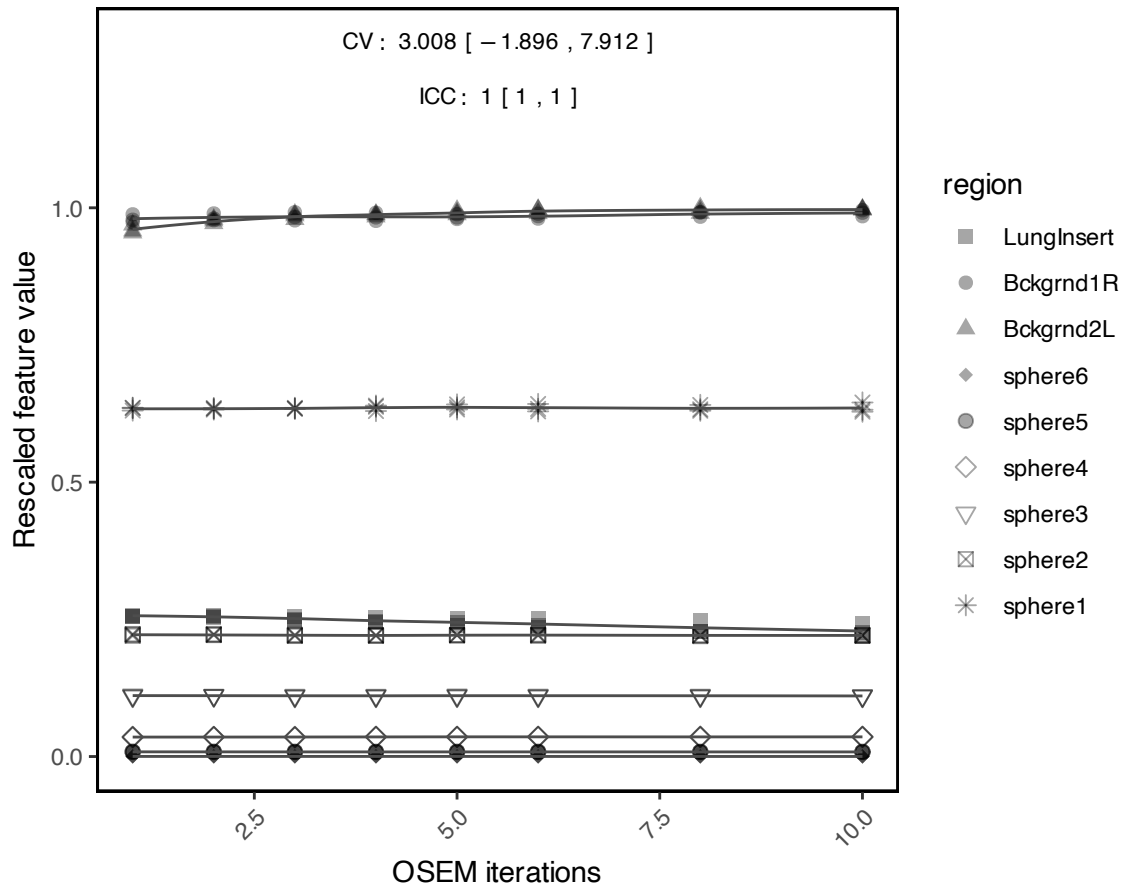 CV: 3.008 [ −1.896 , 7.912 ]
ICC: 1 [ 1 , 1 ]
Rescaled feature value
1.0
0.5
0.0
2.5
5.0
7.5
10.0
OSEM iterations
region
LungInsert
Bckgrnd1R
Bckgrnd2L
sphere6
sphere5
sphere4
sphere3
sphere2
sphere1